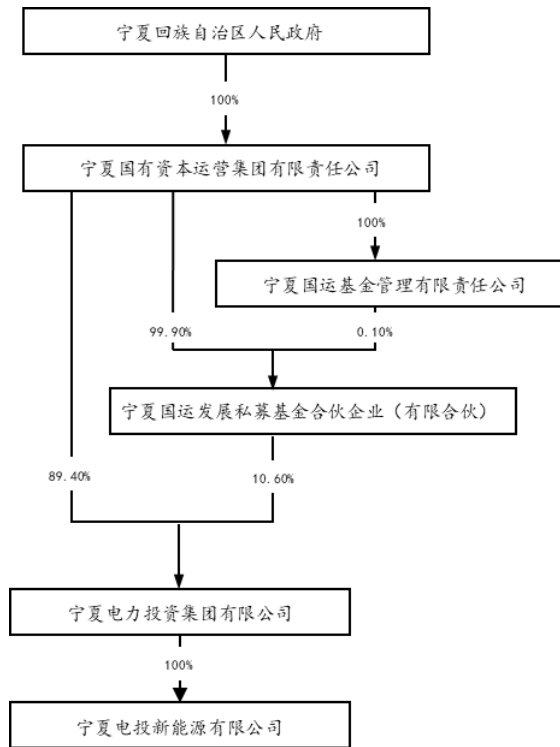 宁夏回族自治区人民政府
100%
宁夏国有资本运营集团有限责任公司
100%
宁夏国运基金管理有限责任公司
99.90%
0.10%
宁夏国运发展私募基金合伙企业（有限合伙）
89.40%
10.60%
宁夏电力投资集团有限公司
100%
宁夏电投新能源有限公司